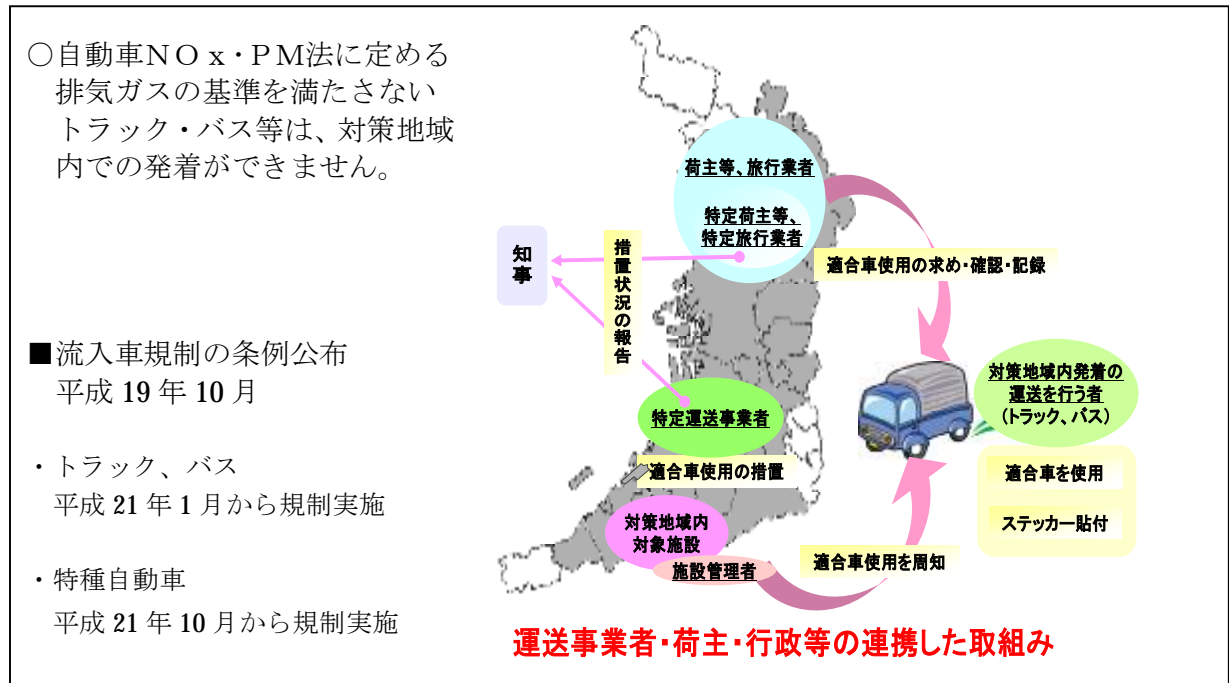 ○自動車NOx・PM法に定める
排気ガスの基準を満たさない
トラック・バス等は、対策地域
内での発着ができません。
■流入車規制の条例公布
平成 19 年 10 月
・トラック、バス
平成 21 年 1 月から規制実施
・特種自動車
平成 21 年 10 月から規制実施
荷主等、旅行業者
特定荷主等、
特定旅行業者
知事
措置状況の報告
適合車使用の求め・確認・記録
特定運送事業者
適合車使用の措置
対策地域内発着の
運送を行う者
(トラック、バス)
適合車を使用
ステッカー貼付
対策地域内
対象施設
施設管理者
適合車使用を周知
運送事業者・荷主・行政等の連携した取組み